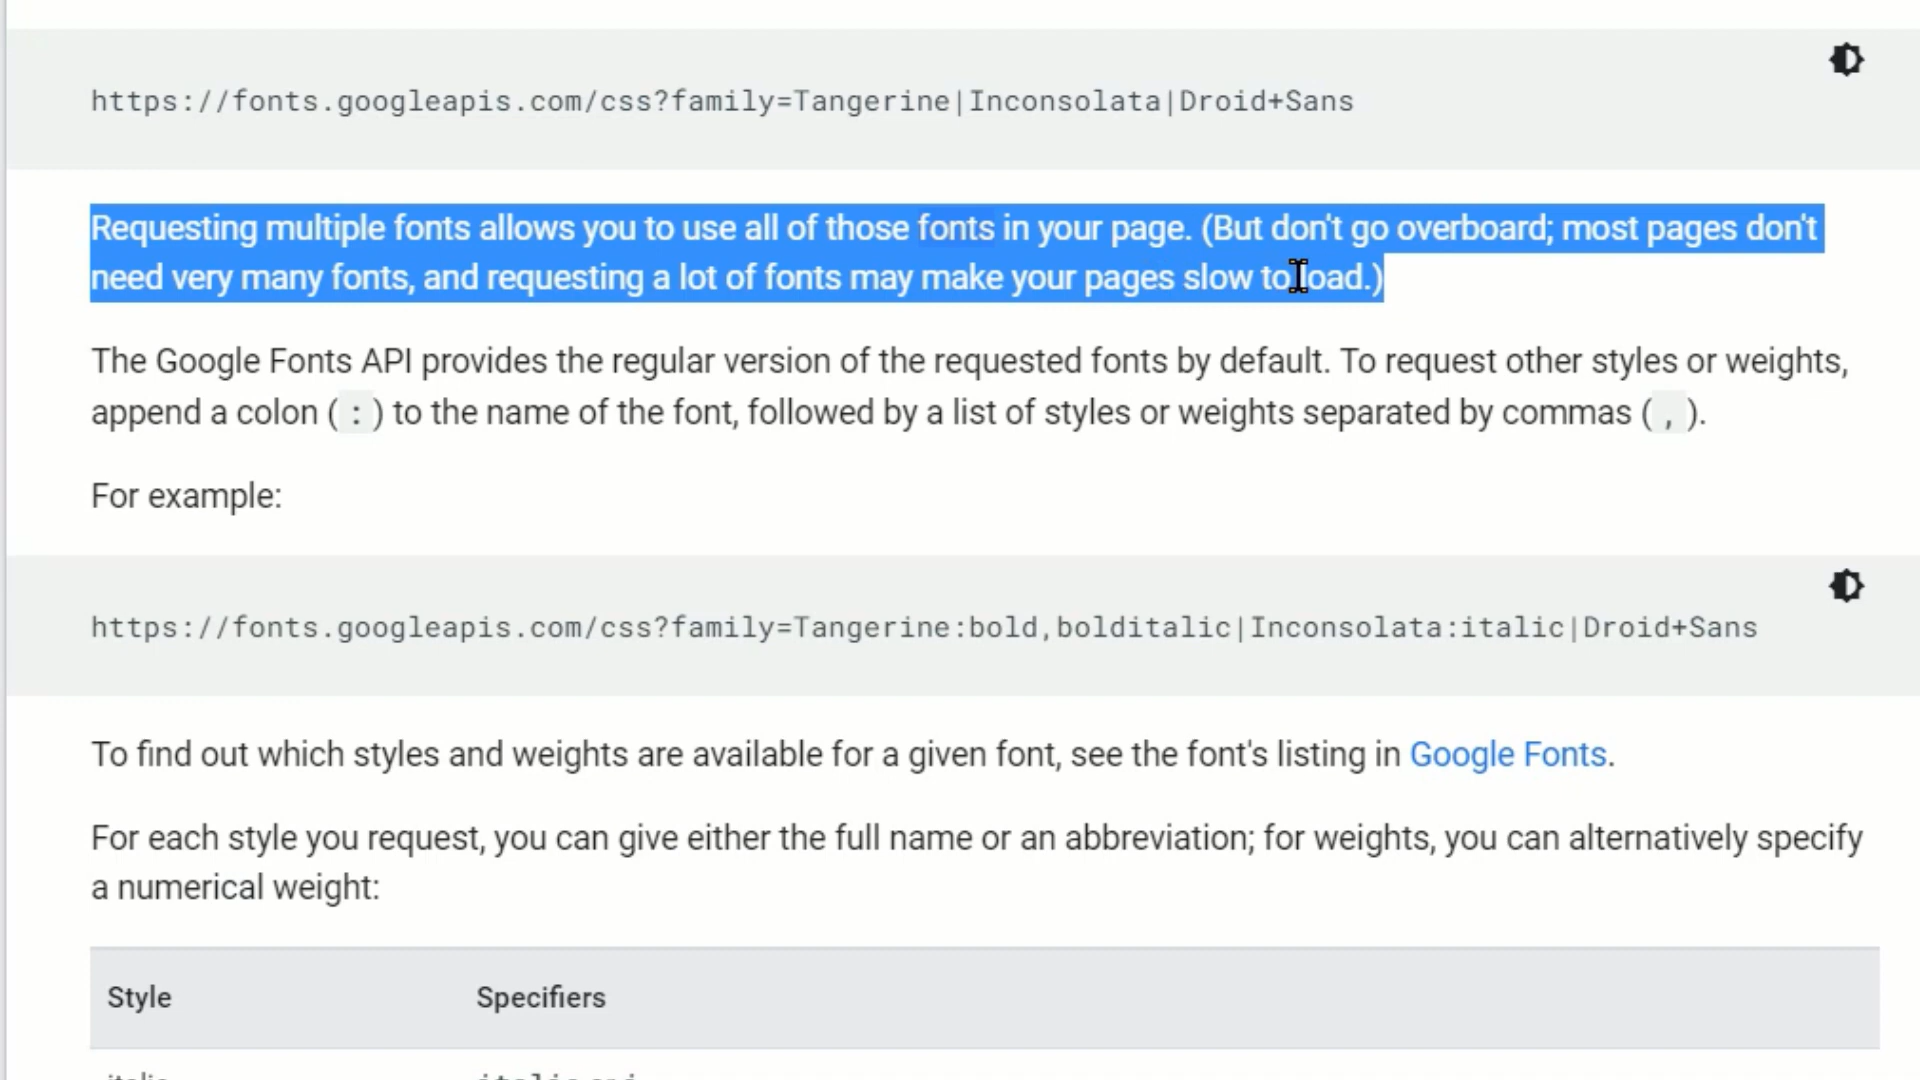 https://fonts.googleapis.com/css?family=Tangerine|Inconsolata|Droid+Sans
Requesting multiple fonts allows you to use all of those fonts in your page. (But don't go overboard; most pages don't
need very many fonts, and requesting a lot of fonts may make your pages slow to load.)
The Google Fonts API provides the regular version of the requested fonts by default. To request other styles or weights,
append a colon ( : ) to the name of the font, followed by a list of styles or weights separated by commas ( , ).
For example:
https://fonts.googleapis.com/css?family=Tangerine:bold,bolditalic|Inconsolata:italic|Droid+Sans
To find out which styles and weights are available for a given font, see the font's listing in Google Fonts.
For each style you request, you can give either the full name or an abbreviation; for weights, you can alternatively specify
a numerical weight:
Style Specifiers